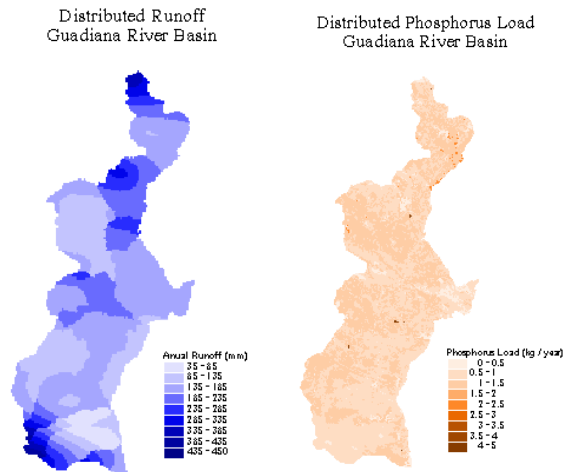 Distributed Runoff
Guadiana River Basin
Distributed Phosphorus Load
Guadiana River Basin
Anual Runoff (mm)
35 - 85
85 - 135
135 - 185
185 - 235
235 - 285
285 - 335
335 - 385
385 - 435
435 - 450
Phosphorus Load (kg / year)
0 - 0.5
0.5 - 1
1 - 1.5
1.5 - 2
2 - 2.5
2.5 - 3
3 - 3.5
3.5 - 4
4 - 5